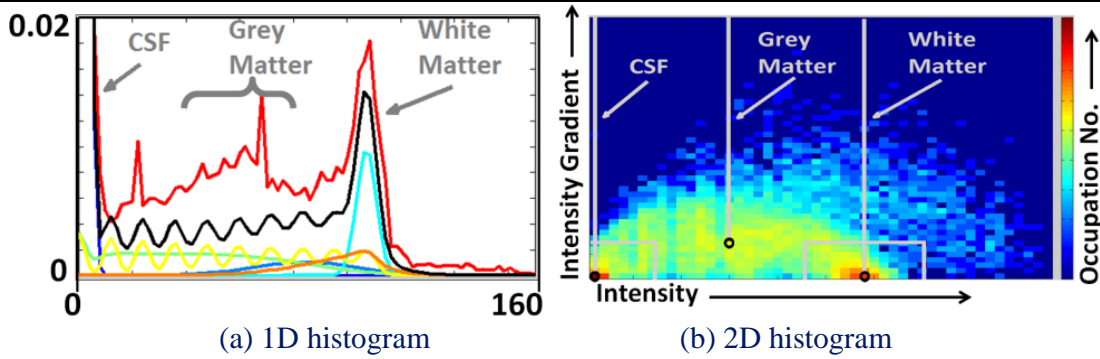 0.02
CSF
Grey
Matter
White
Matter
0
0
160
(a) 1D histogram
Intensity Gradient
CSF
Grey
Matter
White
Matter
Occupation No.
Intensity
(b) 2D histogram